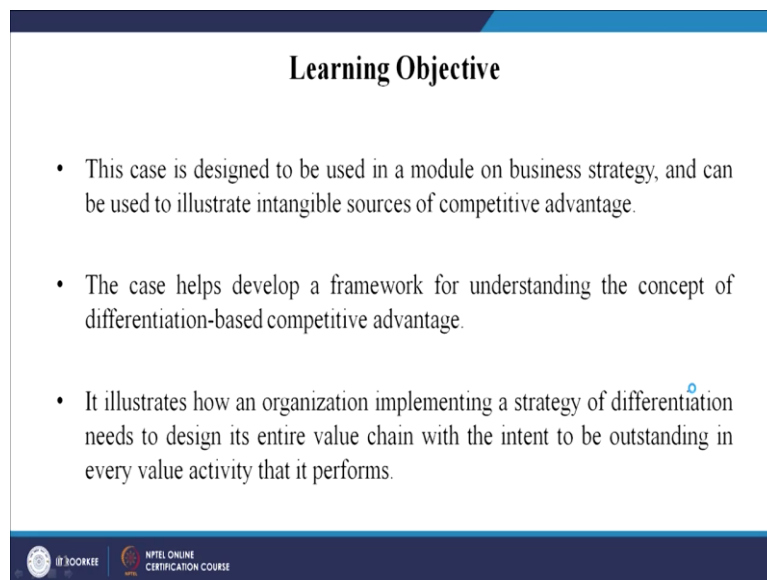 Learning Objective
• This case is designed to be used in a module on business strategy, and can
be used to illustrate intangible sources of competitive advantage.
• The case helps develop a framework for understanding the concept of
differentiation-based competitive advantage.
• It illustrates how an organization implementing a strategy of differentiation
needs to design its entire value chain with the intent to be outstanding in
every value activity that it performs.
IIT ROORKEE
NPTEL ONLINE
CERTIFICATION COURSE